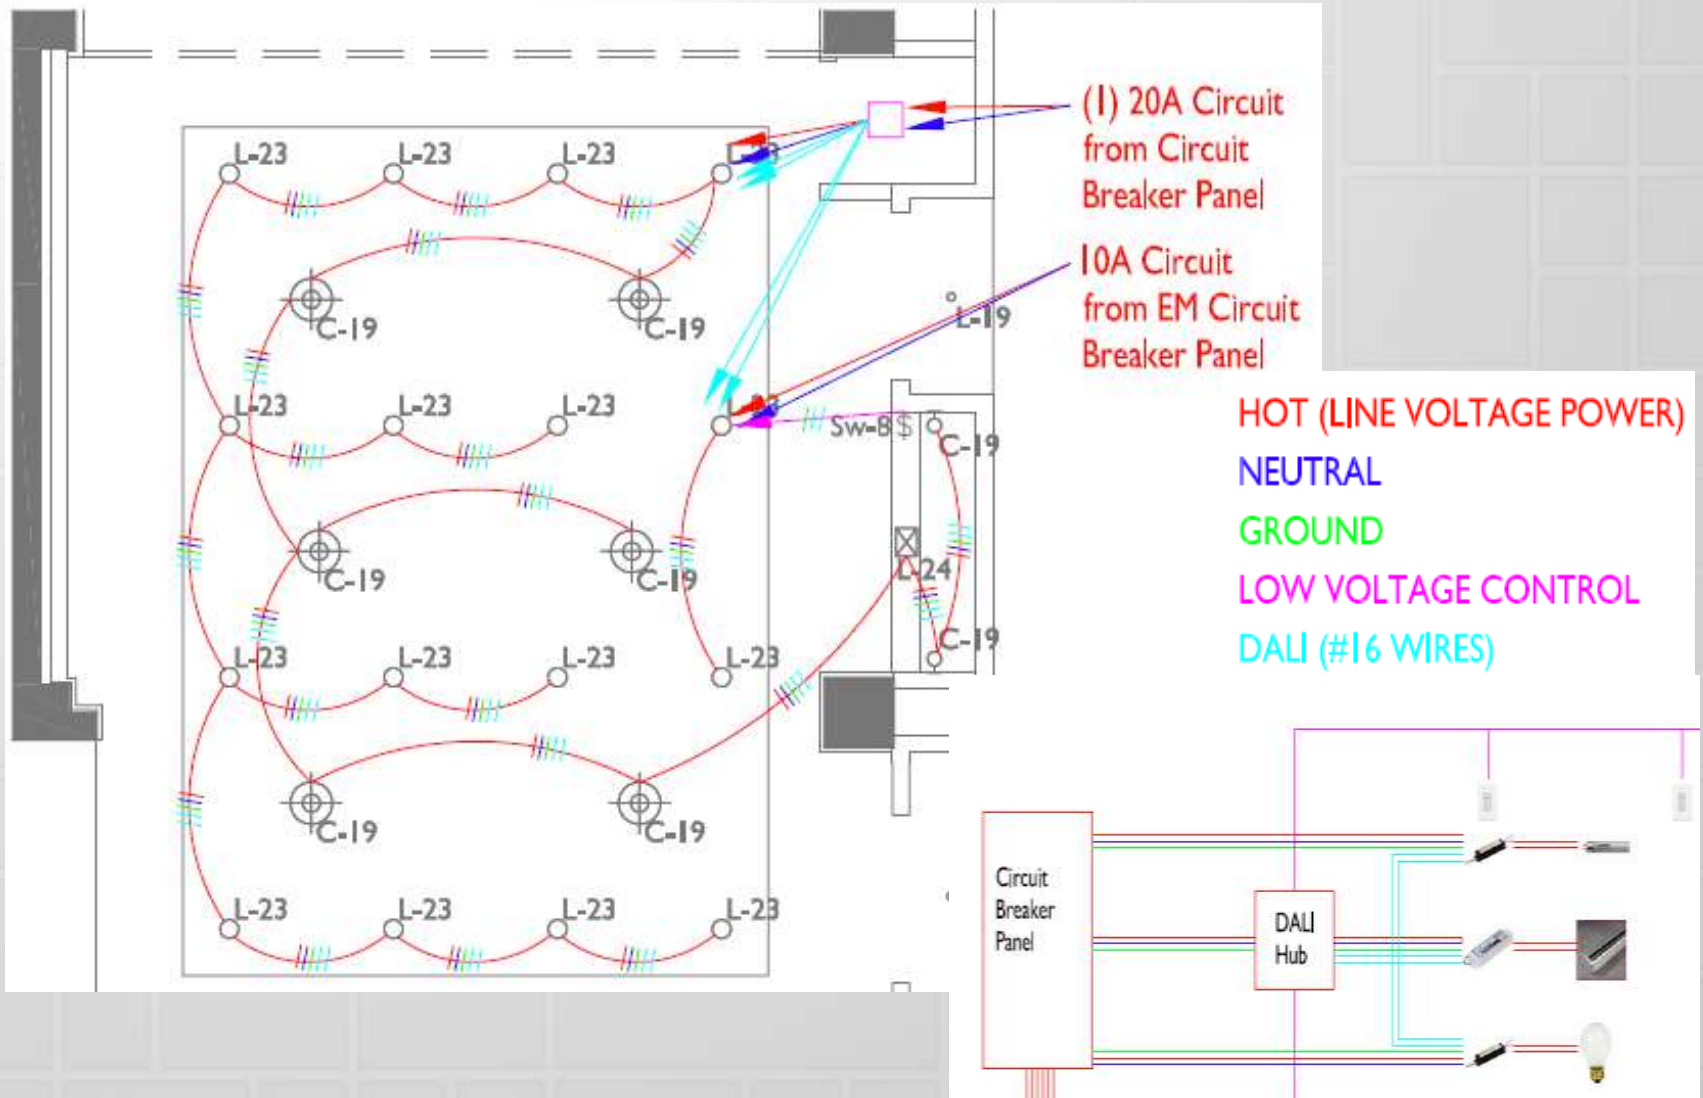 (1) 20A Circuit
from Circuit
Breaker Panel
L-23 L-23 L-23
C-19 C-19
10A Circuit
from EM Circuit
Breaker Panel
L-19
L-23 L-23 L-23
Sw-8 $
C-19
C-19 C-19
L-24
C-19
L-23 L-23 L-23 L-23
C-19 C-19
L-23 L-23 L-23 L-23
HOT (LINE VOLTAGE POWER)
NEUTRAL
GROUND
LOW VOLTAGE CONTROL
DALI (#16 WIRES)
Circuit
Breaker
Panel
DALI
Hub